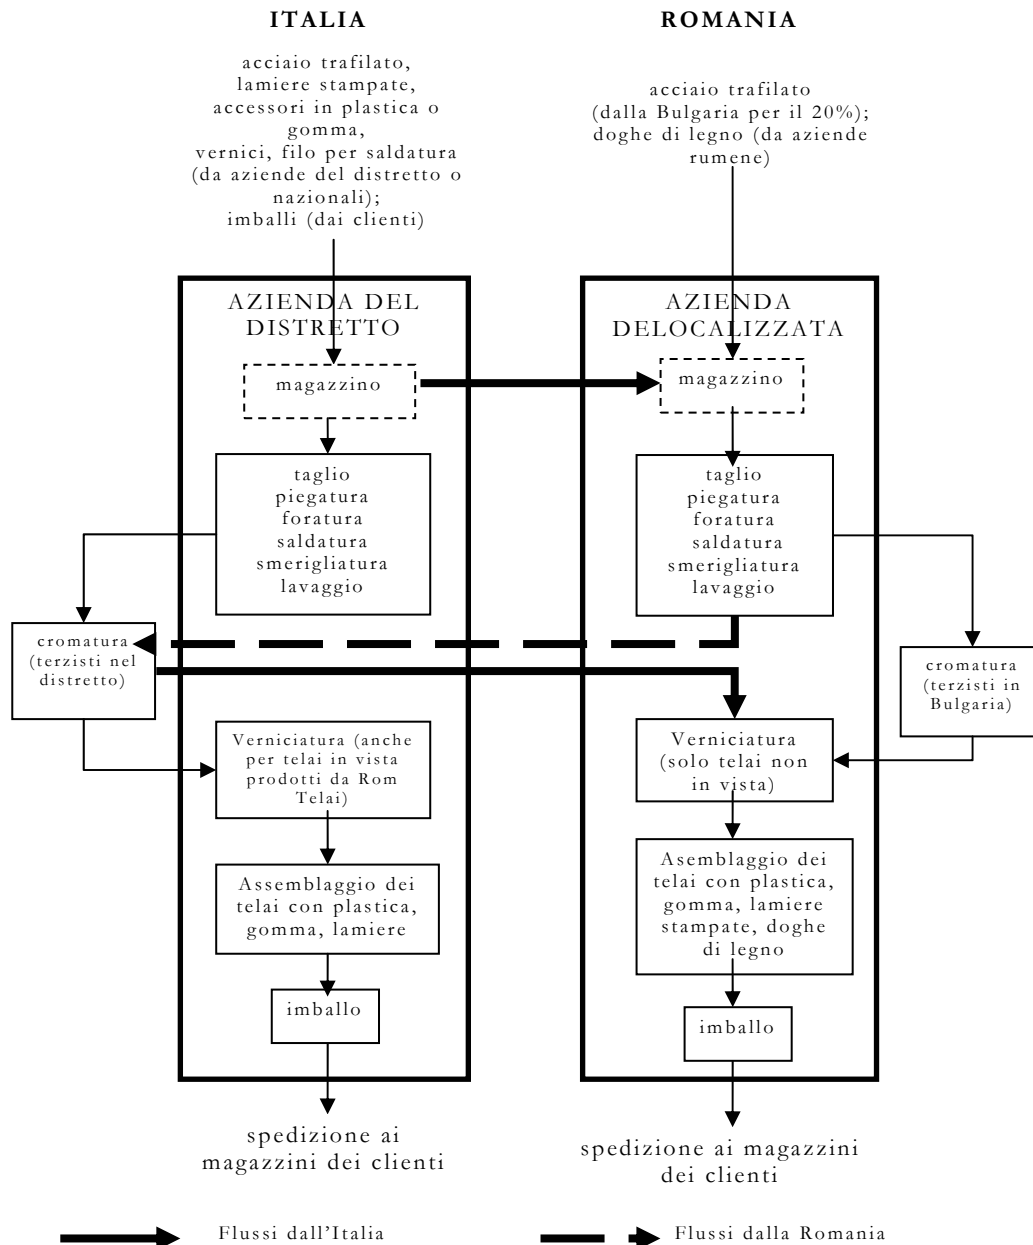 ITALIA
acciaio trafilato,
lamiere stampate,
accessori in plastica o
gomma,
vernici, filo per saldatura
(da aziende del distretto o
nazionali);
imballi (dai clienti)
ROMANIA
acciaio trafilato
(dalla Bulgaria per il 20%);
doghe di legno (da aziende
rumene)
AZIENDA DEL
DISTRETTO
magazzino
taglio
piegatura
foratura
saldatura
smerigliatura
lavaggio
cromatura
(terzisti nel
distretto)
Verniciatura (anche
per telai in vista
prodotti da Rom
Telai)
Assemblaggio dei
telai con plastica,
gomma, lamiere
imballo
spedizione ai
magazzini dei clienti
AZIENDA
DELOCALIZZATA
magazzino
taglio
piegatura
foratura
saldatura
smerigliatura
lavaggio
cromatura
(terzisti in
Bulgaria)
Verniciatura
(solo telai non
in vista)
Asemblaggio dei
telai con plastica,
gomma, lamiere
stampate, doghe
di legno
imballo
spedizione ai magazzini
dei clienti
Flussi dall'Italia
Flussi dalla Romania